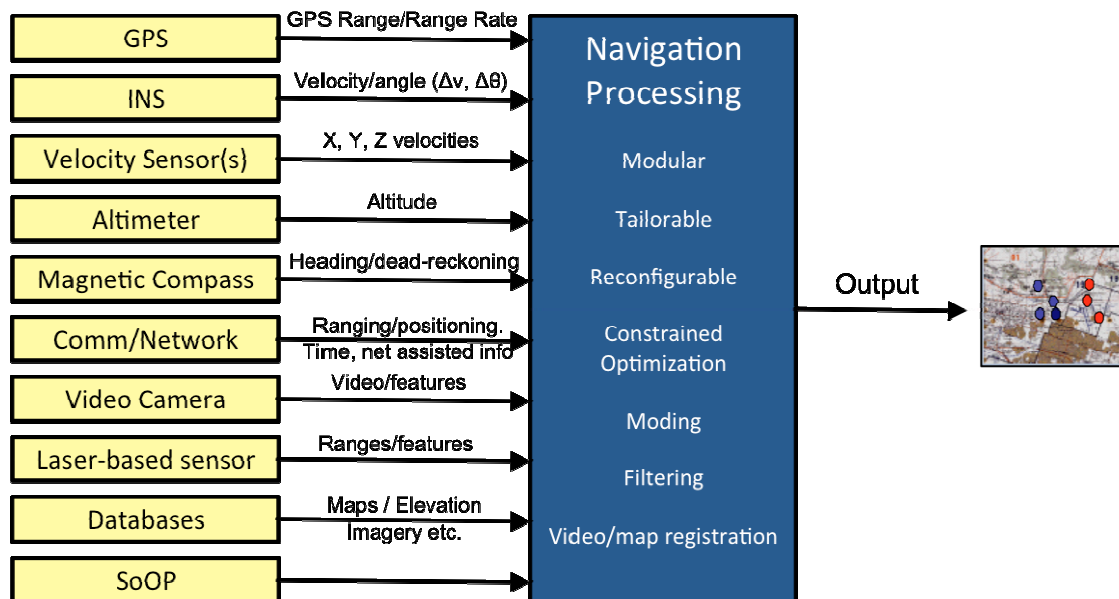 GPS
GPS Range/Range Rate
INS
Velocity/angle (Δv, Δθ)
Velocity Sensor(s)
X, Y, Z velocities
Altimeter
Altitude
Magnetic Compass
Heading/dead-reckoning
Comm/Network
Ranging/positioning.
Time, net assisted info
Video Camera
Video/features
Laser-based sensor
Ranges/features
Databases
Maps / Elevation
Imagery etc.
SoOP
Navigation
Processing
Modular
Tailorable
Reconfigurable
Constrained
Optimization
Moding
Filtering
Video/map registration
Output